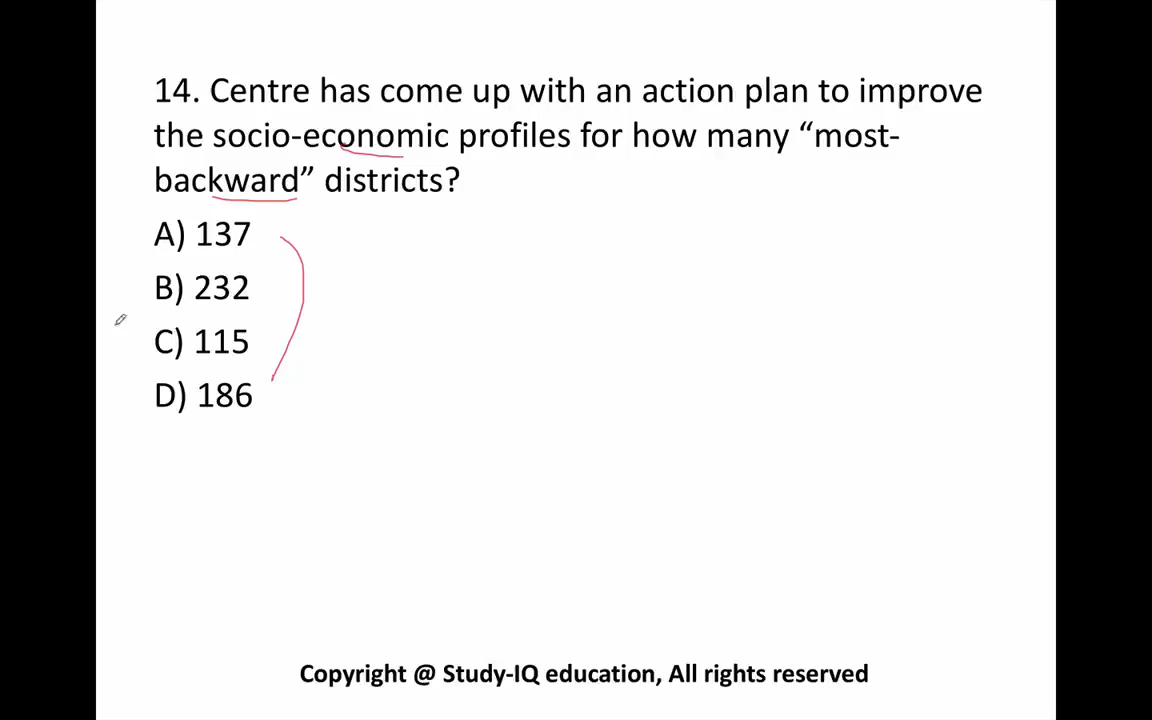 14. Centre has come up with an action plan to improve
the socio-economic profiles for how many “most-
backward” districts?
A) 137
B) 232
C) 115
D) 186
Copyright @ Study-IQ education, All rights reserved